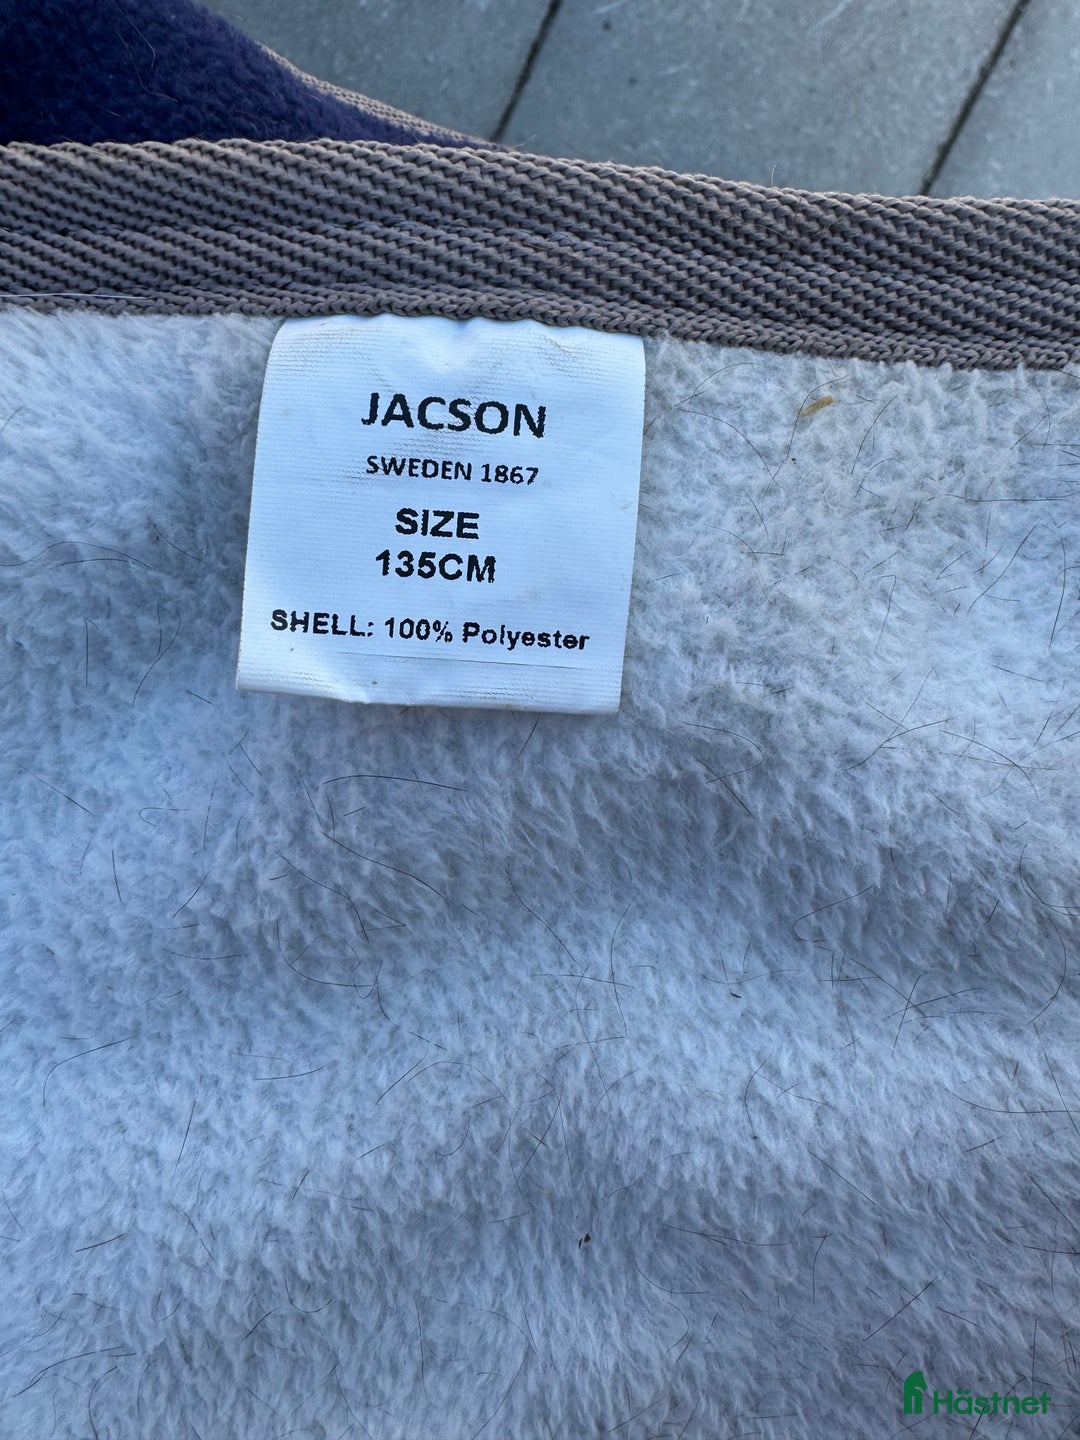 JACSON
SWEDEN 1867
SIZE
135CM
SHELL: 100% Polyester
Hästnet